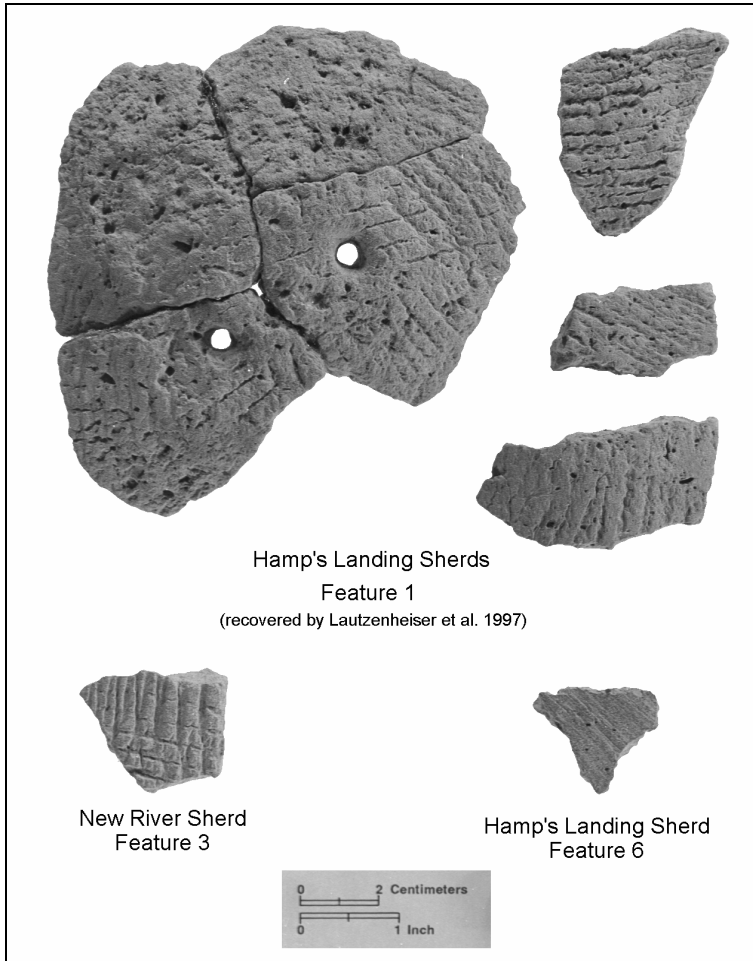 Hamp's Landing Sherds
Feature 1
(recovered by Lautzenheiser et al. 1997)
New River Sherd
Feature 3
Hamp's Landing Sherd
Feature 6
0 2 Centimeters
0 1 Inch